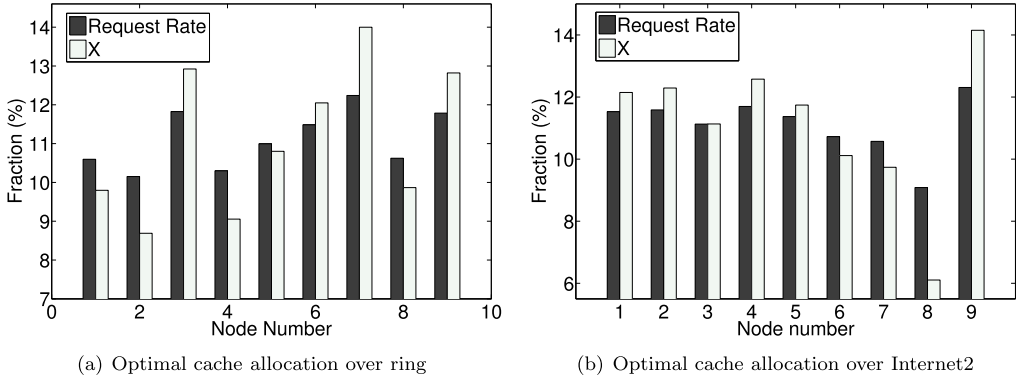 14
13
12
11
10
9
8
7
Fraction (%)
Request Rate
X
0 2 4 6 8 10
Node Number
(a) Optimal cache allocation over ring
14
12
10
8
6
Fraction (%)
Request Rate
X
1 2 3 4 5 6 7 8 9
Node number
(b) Optimal cache allocation over Internet2